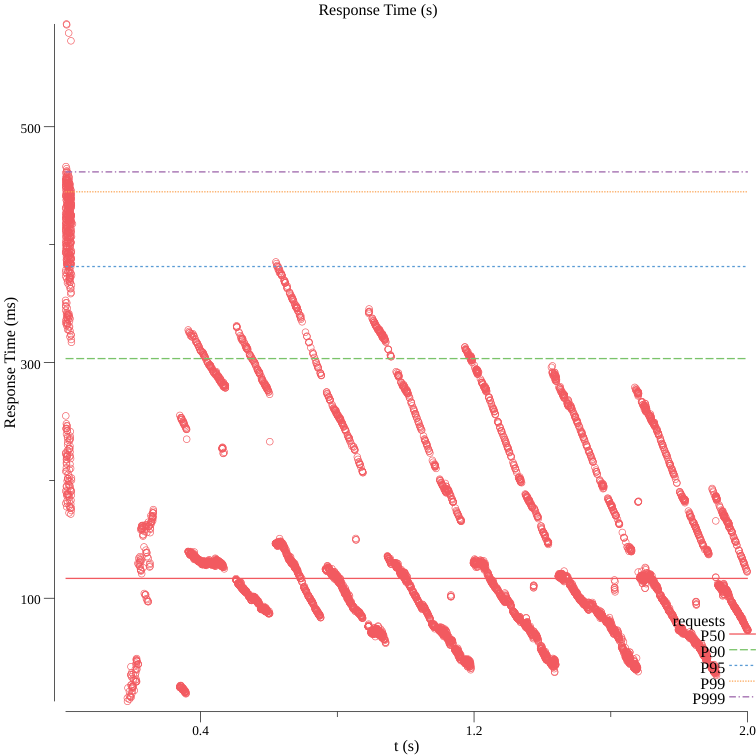 Response Time (s)
Response Time (ms)
500
300
100
requests
P50
P90
P95
P99
P999
0.4
1.2
2.0
t (s)